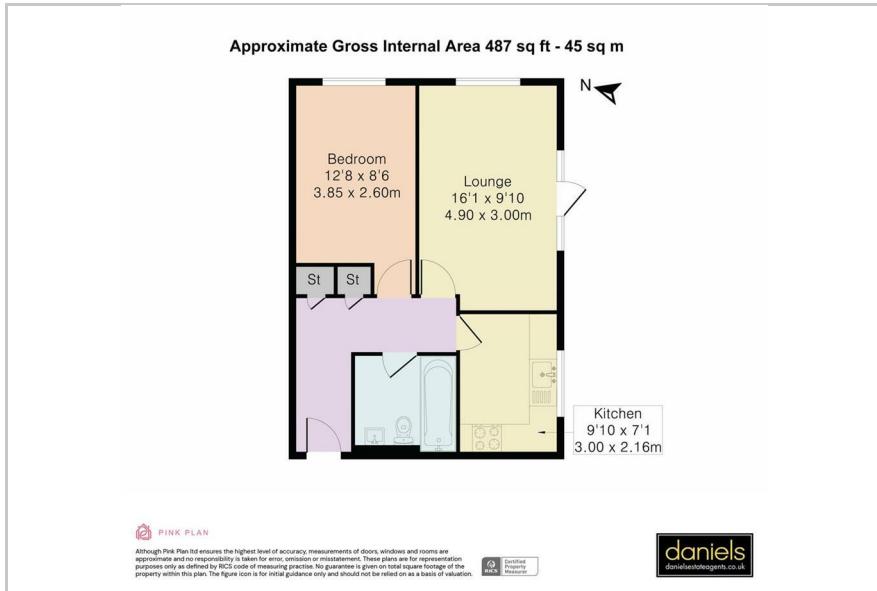 Approximate Gross Internal Area 487 sq ft - 45 sq m
N
Bedroom
12'8 x 8'6
3.85 x 2.60m
Lounge
16'1 x 9'10
4.90 x 3.00m
St
St
Kitchen
9'10 x 7'1
3.00 x 2.16m
PINK PLAN
Although Pink Plan ltd ensures the highest level of accuracy, measurements of doors, windows and rooms are
approximate and no responsibility is taken for error, omission or misstatement. These plans are for representation
purposes only as defined by RICS code of measuring practise. No guarantee is given on total square footage of the
property within this plan. The figure icon is for initial guidance only and should not be relied on as a basis of valuation.
RICS
Certified
Property
Measurer
daniels
danielsestateagents.co.uk